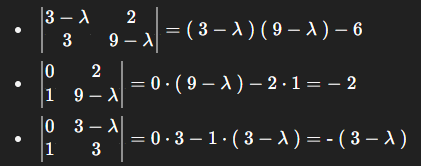 • |3 − λ  2; 3  9 − λ| = ( 3 − λ ) ( 9 − λ ) − 6
• |0  2; 1  9 − λ| = 0 · ( 9 − λ ) − 2 · 1 = − 2
• |0  3 − λ; 1  3| = 0 · 3 − 1 · ( 3 − λ ) = - ( 3 − λ )